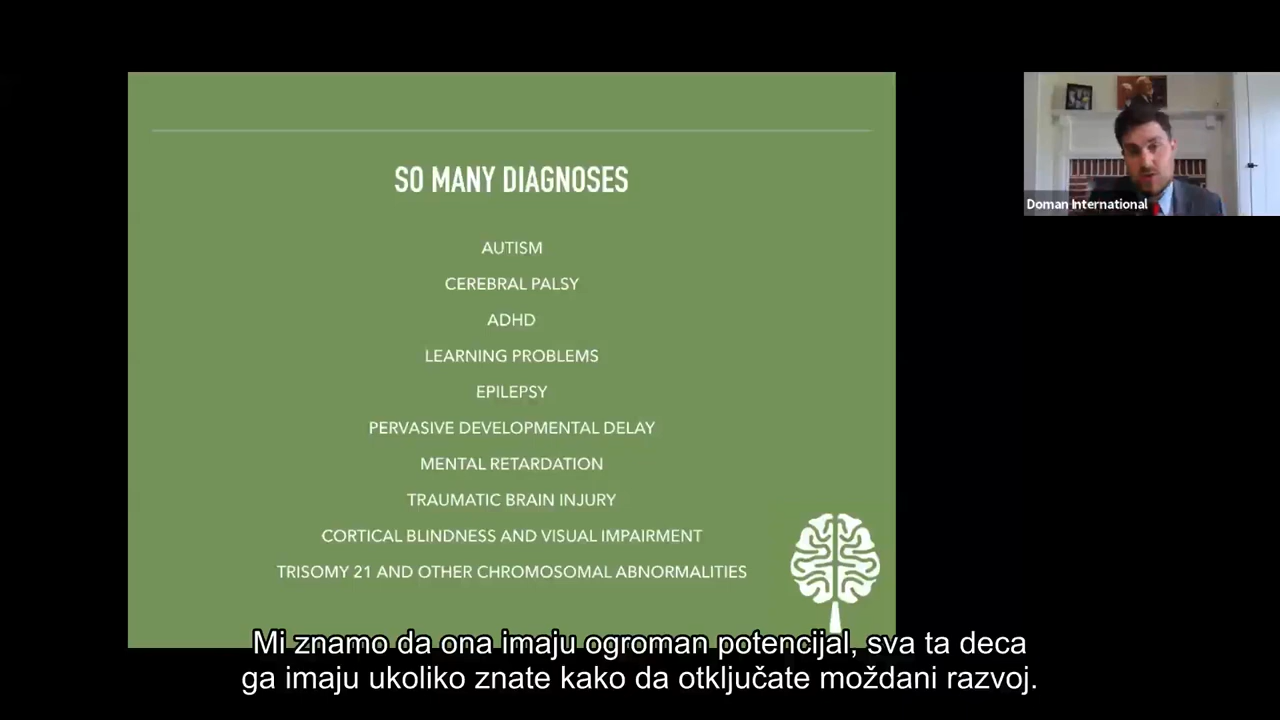 SO MANY DIAGNOSES
AUTISM
CEREBRAL PALSY
ADHD
LEARNING PROBLEMS
EPILEPSY
PERVASIVE DEVELOPMENTAL DELAY
MENTAL RETARDATION
TRAUMATIC BRAIN INJURY
CORTICAL BLINDNESS AND VISUAL IMPAIRMENT
TRISOMY 21 AND OTHER CHROMOSOMAL ABNORMALITIES
Doman International
Mi znamo da ona imaju ogroman potencijal, sva ta deca
ga imaju ukoliko znate kako da otključate moždani razvoj.